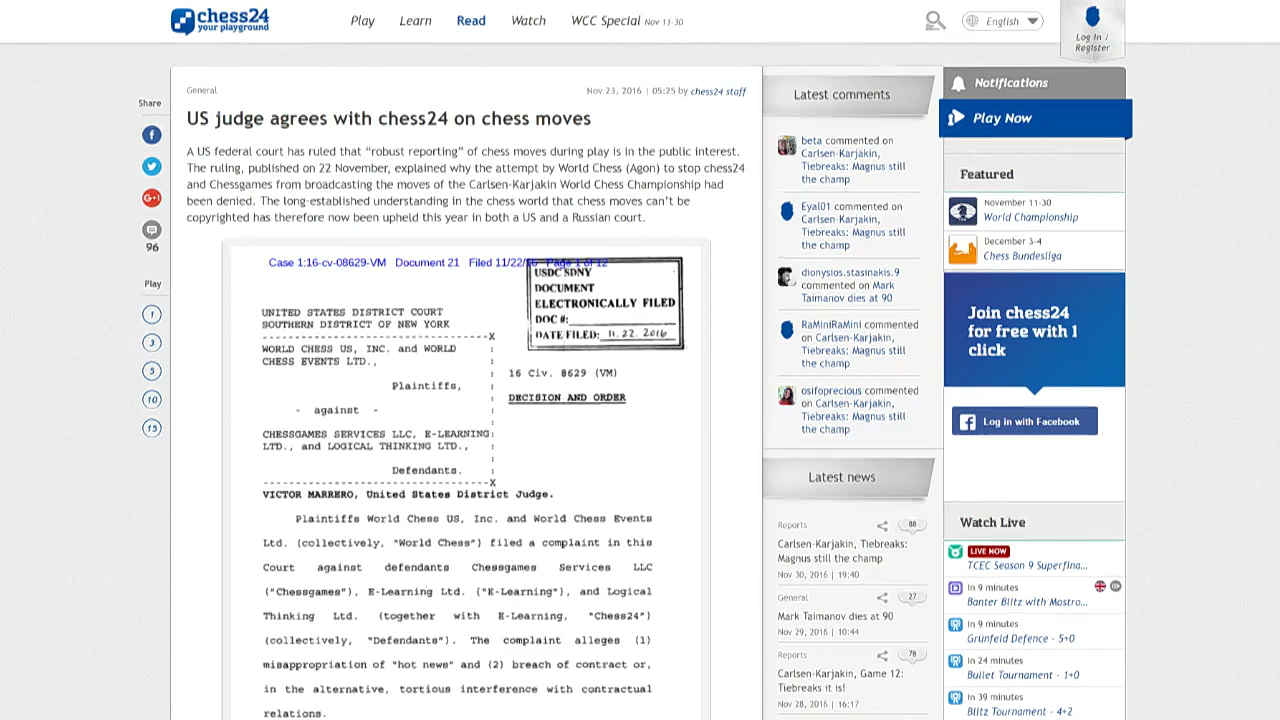 chess24
your playground
Play
Learn
Read
Watch
WCC Special Nov 11-30
English
Log In /
Register
Share
96
Play
1
3
5
10
15
General
Nov 23, 2016 | 05:25 by chess24 staff
US judge agrees with chess24 on chess moves
A US federal court has ruled that “robust reporting” of chess moves during play is in the public interest.
The ruling, published on 22 November, explained why the attempt by World Chess (Agon) to stop chess24
and Chessgames from broadcasting the moves of the Carlsen-Karjakin World Chess Championship had
been denied. The long-established understanding in the chess world that chess moves can’t be
copyrighted has therefore now been upheld this year in both a US and a Russian court.
Case 1:16-cv-08629-VM Document 21 Filed 11/22/16 Page 1 of 12
USDC SDNY
DOCUMENT
ELECTRONICALLY FILED
DOC #:
DATE FILED: 11.22.2016
UNITED STATES DISTRICT COURT
SOUTHERN DISTRICT OF NEW YORK
-----------------------------------X
WORLD CHESS US, INC. and WORLD
CHESS EVENTS LTD.,
Plaintiffs,
- against -
CHESSGAMES SERVICES LLC, E-LEARNING
LTD., and LOGICAL THINKING LTD.,
Defendants.
-----------------------------------X
16 Civ. 8629 (VM)
DECISION AND ORDER
VICTOR MARRERO, United States District Judge.
Plaintiffs World Chess US, Inc. and World Chess Events
Ltd. (collectively, "World Chess") filed a complaint in this
Court against defendants Chessgames Services LLC
("Chessgames"), E-Learning Ltd. ("E-Learning"), and Logical
Thinking Ltd. (together with E-Learning, "Chess24")
(collectively, "Defendants"). The complaint alleges (1)
misappropriation of "hot news" and (2) breach of contract or,
in the alternative, tortious interference with contractual
relations.
Latest comments
beta commented on
Carlsen-Karjakin,
Tiebreaks: Magnus still
the champ
Eyal01 commented on
Carlsen-Karjakin,
Tiebreaks: Magnus still
the champ
dionysios.stasinakis.9
commented on Mark
Taimanov dies at 90
RaMiniRaMini commented
on Carlsen-Karjakin,
Tiebreaks: Magnus still
the champ
osifoprecious commented
on Carlsen-Karjakin,
Tiebreaks: Magnus still
the champ
Latest news
Reports
88
Carlsen-Karjakin, Tiebreaks:
Magnus still the champ
Nov 30, 2016 | 19:40
General
27
Mark Taimanov dies at 90
Nov 29, 2016 | 10:44
Reports
78
Carlsen-Karjakin, Game 12:
Tiebreaks it is!
Nov 28, 2016 | 16:17
Notifications
Play Now
Featured
November 11-30
World Championship
December 3-4
Chess Bundesliga
Join chess24
for free with 1
click
Log in with Facebook
Watch Live
LIVE NOW
TCEC Season 9 Superfina...
In 9 minutes
Banter Blitz with Mastro...
In 9 minutes
Grünfeld Defence - 5+0
In 24 minutes
Bullet Tournament - 1+0
In 39 minutes
Blitz Tournament - 4+2